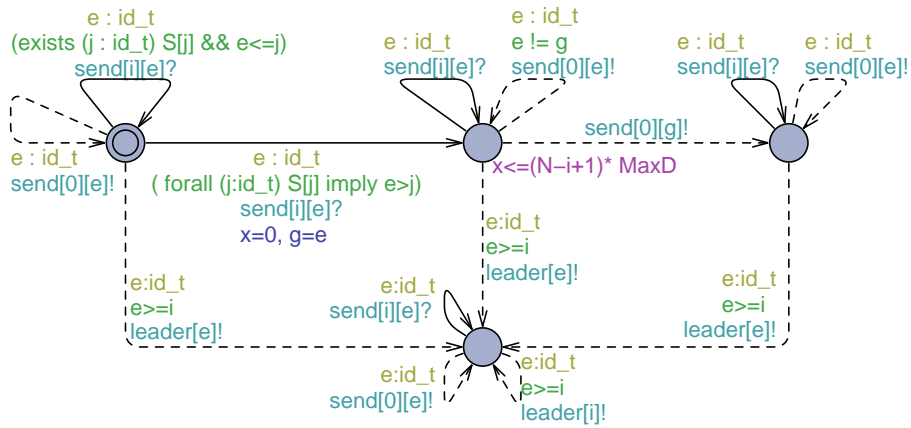 e : id_t
(exists (j : id_t) S[j] && e<=j)
send[i][e]?
e : id_t
send[i][e]?
e : id_t
e != g
send[0][e]!
e : id_t
send[i][e]?
e : id_t
send[0][e]!
e : id_t
send[0][e]!
e : id_t
( forall (j:id_t) S[j] imply e>j)
send[i][e]?
x=0, g=e
send[0][g]!
x<=(N−i+1)* MaxD
e:id_t
e>=i
leader[e]!
e:id_t
e>=i
leader[e]!
e:id_t
e>=i
leader[e]!
e:id_t
send[i][e]?
e:id_t
send[0][e]!
e:id_t
e>=i
leader[i]!